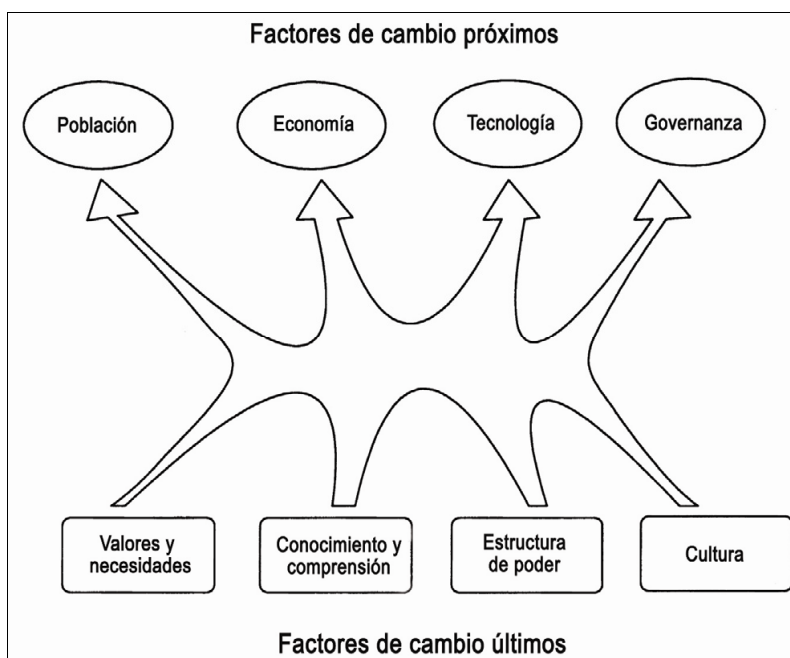 Factores de cambio próximos
Población
Economía
Tecnología
Governanza
Valores y
necesidades
Conocimiento y
comprensión
Estructura
de poder
Cultura
Factores de cambio últimos